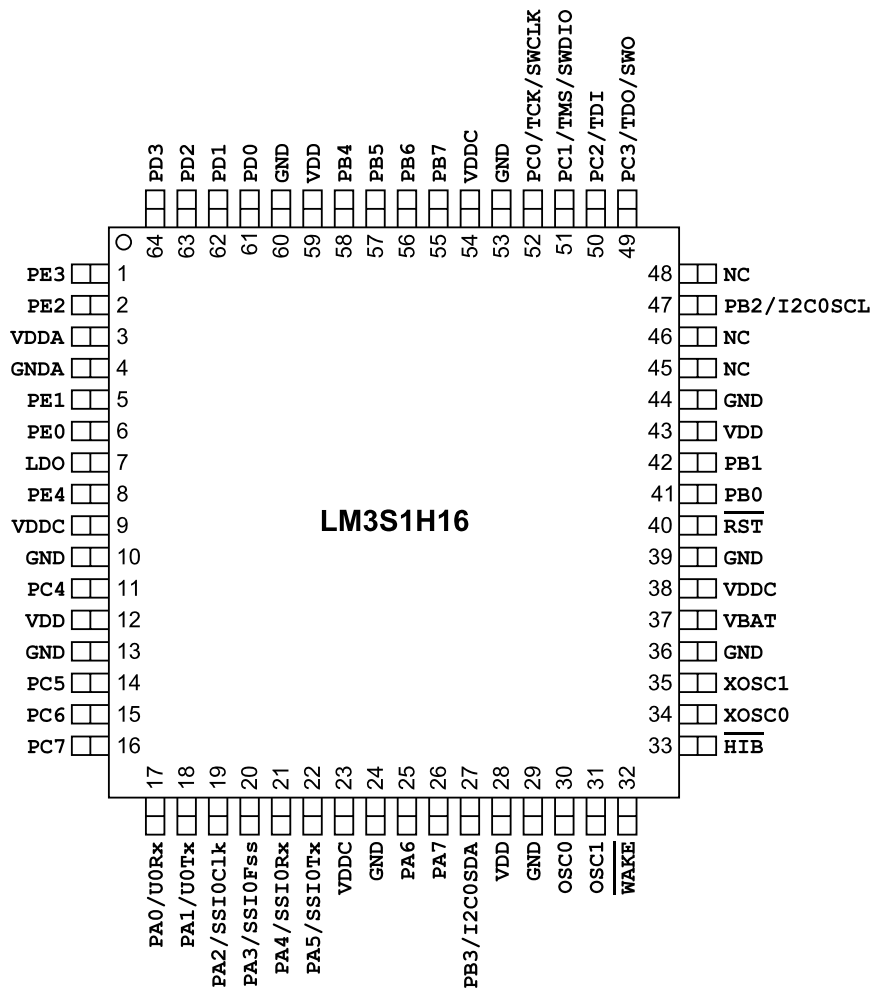 PD3 PD2 PD1 PD0 GND VDD PB4 PB5 PB6 PB7 VDDC GND PC0/TCK/SWCLK PC1/TMS/SWDIO PC2/TDI PC3/TDO/SWO
64 63 62 61 60 59 58 57 56 55 54 53 52 51 50 49
PE3 1 48 NC
PE2 2 47 PB2/I2C0SCL
VDDA 3 46 NC
GNDA 4 45 NC
PE1 5 44 GND
PE0 6 43 VDD
LDO 7 42 PB1
PE4 8 41 PB0
LM3S1H16
VDDC 9 40 RST
GND 10 39 GND
PC4 11 38 VDDC
VDD 12 37 VBAT
GND 13 36 GND
PC5 14 35 XOSC1
PC6 15 34 XOSC0
PC7 16 33 HIB
17 18 19 20 21 22 23 24 25 26 27 28 29 30 31 32
PA0/U0Rx PA1/U0Tx PA2/SSI0Clk PA3/SSI0Fss PA4/SSI0Rx PA5/SSI0Tx VDDC GND PA6 PA7 PB3/I2C0SDA VDD GND OSC0 OSC1 WAKE